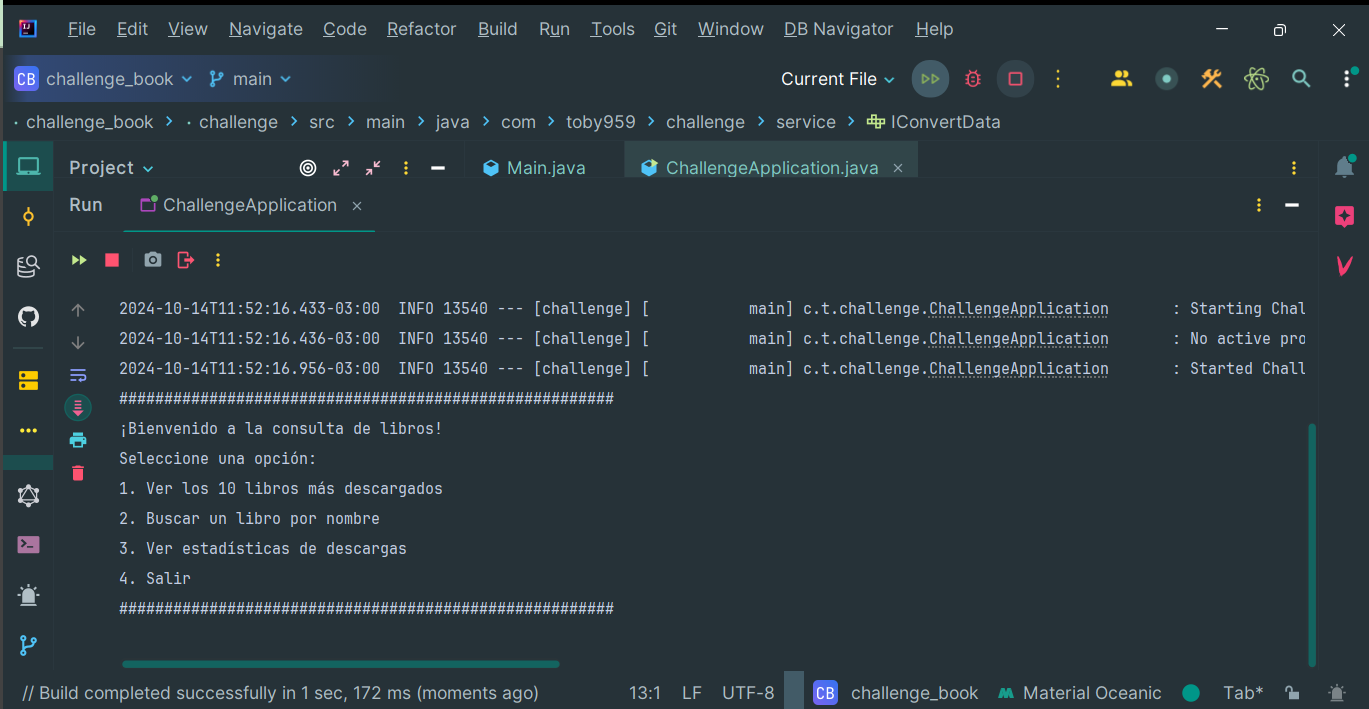 File Edit View Navigate Code Refactor Build Run Tools Git Window DB Navigator Help
CB challenge_book main Current File
challenge_book > challenge > src > main > java > com > toby959 > challenge > service > IConvertData
Project Main.java ChallengeApplication.java
Run ChallengeApplication
2024-10-14T11:52:16.433-03:00  INFO 13540 --- [challenge] [           main] c.t.challenge.ChallengeApplication       : Starting Chal
2024-10-14T11:52:16.436-03:00  INFO 13540 --- [challenge] [           main] c.t.challenge.ChallengeApplication       : No active pro
2024-10-14T11:52:16.956-03:00  INFO 13540 --- [challenge] [           main] c.t.challenge.ChallengeApplication       : Started Chall
#######################################################
¡Bienvenido a la consulta de libros!
Seleccione una opción:
1. Ver los 10 libros más descargados
2. Buscar un libro por nombre
3. Ver estadísticas de descargas
4. Salir
#######################################################
// Build completed successfully in 1 sec, 172 ms (moments ago) 13:1 LF UTF-8 CB challenge_book Material Oceanic Tab*